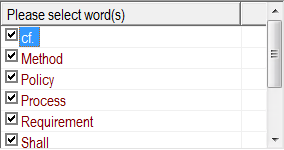 Please select word(s)
cf.
Method
Policy
Process
Requirement
Shall